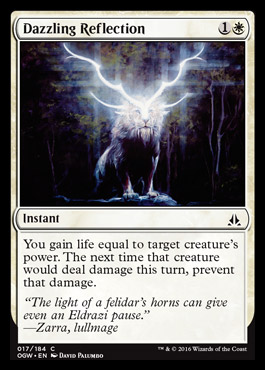 Dazzling Reflection 1
Instant
You gain life equal to target creature's
power. The next time that creature
would deal damage this turn, prevent
that damage.
"The light of a felidar's horns can give
even an Eldrazi pause."
—Zarra, lullmage
017/184 C
OGW • EN DAVID PALUMBO
™ & © 2016 Wizards of the Coast